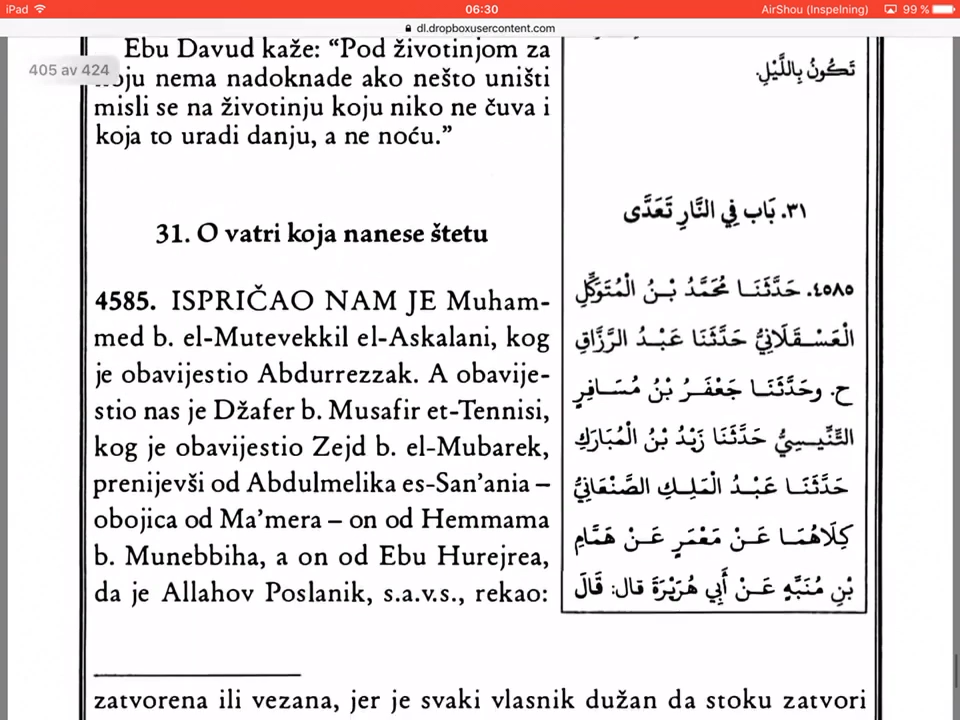 iPad 06:30 AirShou (Inspelning) 99 %
dl.dropboxusercontent.com
405 av 424
Ebu Davud kaže: “Pod životinjom za
koju nema nadoknade ako nešto uništi
misli se na životinju koju niko ne čuva i
koja to uradi danju, a ne noću.”
31. O vatri koja nanese štetu
4585. ISPRIČAO NAM JE Muham-
med b. el-Mutevekkil el-Askalani, kog
je obavijestio Abdurrezzak. A obavije-
stio nas je Džafer b. Musafir et-Tennisi,
kog je obavijestio Zejd b. el-Mubarek,
prenijevši od Abdulmelika es-San’ania –
obojica od Ma’mera – on od Hemmama
b. Munebbiha, a on od Ebu Hurejrea,
da je Allahov Poslanik, s.a.v.s., rekao:
تَكُونُ بِاللَّيْلِ.
٣١. بَاب فِي النَّارِ تَعَدَّى
٤٥٨٥. حَدَّثَنَا مُحَمَّدُ بْنُ الْمُتَوَكِّلِ
الْعَسْقَلَانِيُّ حَدَّثَنَا عَبْدُ الرَّزَّاقِ
ح. وحَدَّثَنَا جَعْفَرُ بْنُ مُسَافِرٍ
التِّنِّيسِيُّ حَدَّثَنَا زَيْدُ بْنُ الْمُبَارَكِ
حَدَّثَنَا عَبْدُ الْمَلِكِ الصَّنْعَانِيُّ
كِلَاهُمَا عَنْ مَعْمَرٍ عَنْ هَمَّامِ
بْنِ مُنَبِّهٍ عَنْ أَبِي هُرَيْرَةَ قال: قَالَ
zatvorena ili vezana, jer je svaki vlasnik dužan da stoku zatvori